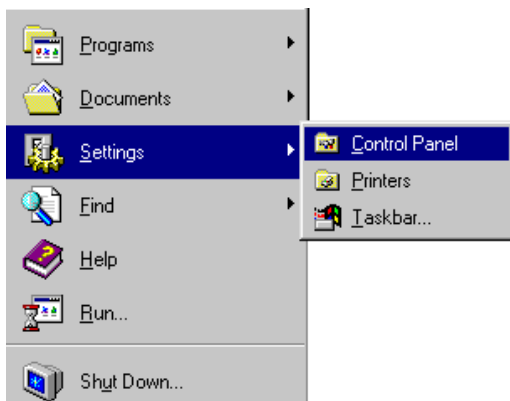 Programs
Documents
Settings
Find
Help
Run...
Shut Down...
Control Panel
Printers
Taskbar...